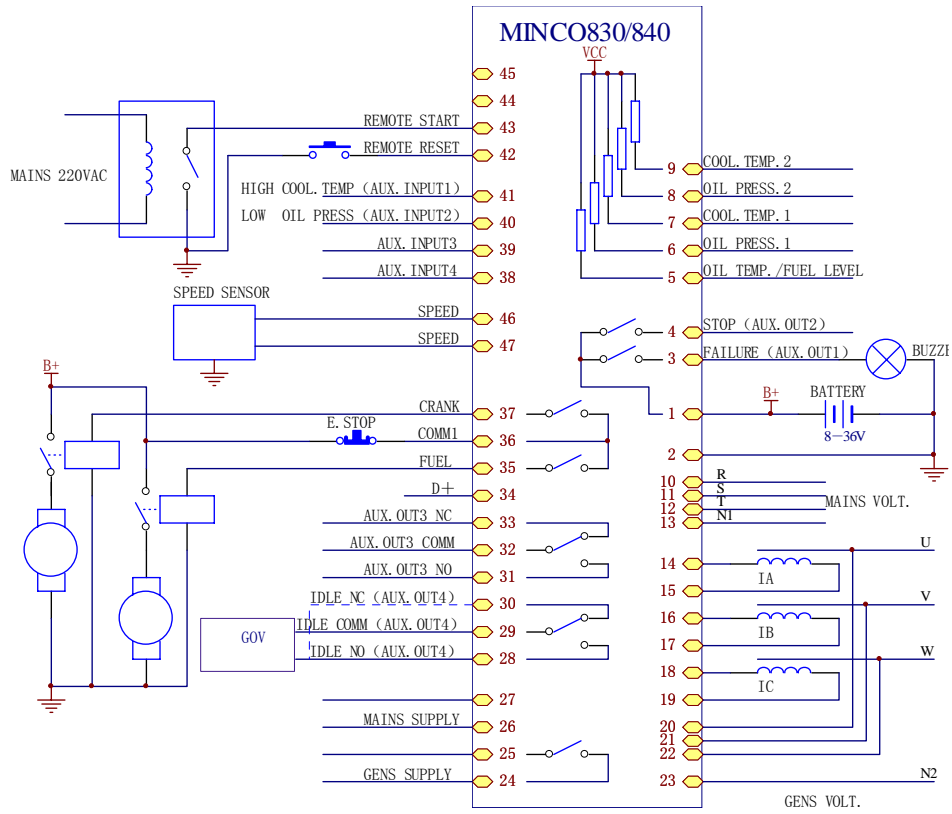 MINCO830/840
VCC
45
44
REMOTE START 43
REMOTE RESET 42
MAINS 220VAC
HIGH COOL.TEMP (AUX.INPUT1) 41
LOW OIL PRESS (AUX.INPUT2) 40
AUX.INPUT3 39
AUX.INPUT4 38
SPEED SENSOR
SPEED 46
SPEED 47
B+
CRANK 37
E.STOP
COMM1 36
FUEL 35
D+ 34
AUX.OUT3 NC 33
AUX.OUT3 COMM 32
AUX.OUT3 NO 31
IDLE NC (AUX.OUT4) 30
GOV
IDLE COMM (AUX.OUT4) 29
IDLE NO (AUX.OUT4) 28
27
MAINS SUPPLY 26
25
GENS SUPPLY 24
9 COOL.TEMP.2
8 OIL PRESS.2
7 COOL.TEMP.1
6 OIL PRESS.1
5 OIL TEMP./FUEL LEVEL
4 STOP (AUX.OUT2)
3 FAILURE (AUX.OUT1)
B+
BATTERY
8-36V
1
2
10 R
11 S
12 T
13 N1
MAINS VOLT.
U
14
IA
15
V
16
IB
17
W
18
IC
19
20
21
22
23 N2
GENS VOLT.